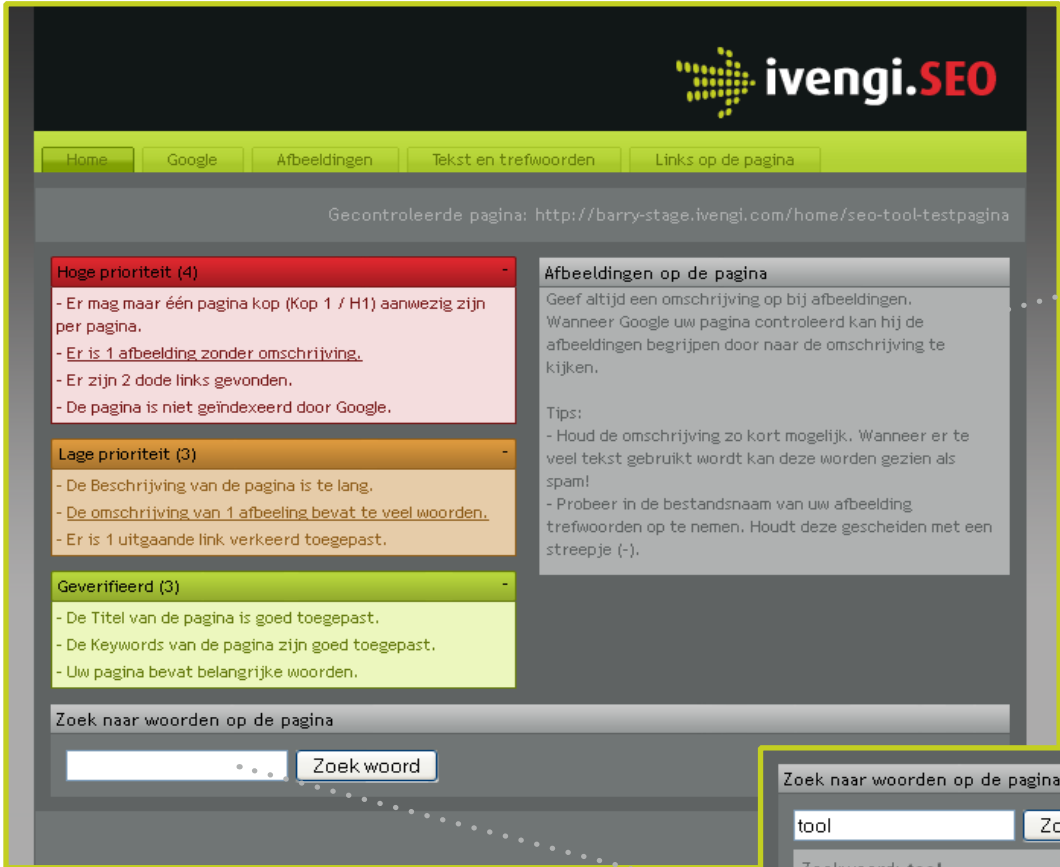 ivengi.SEO
Home Google Afbeeldingen Tekst en trefwoorden Links op de pagina
Gecontroleerde pagina: http://barry-stage.ivengi.com/home/seo-tool-testpagina
Hoge prioriteit (4) -
- Er mag maar één pagina kop (Kop 1 / H1) aanwezig zijn
per pagina.
- Er is 1 afbeelding zonder omschrijving.
- Er zijn 2 dode links gevonden.
- De pagina is niet geïndexeerd door Google.
Lage prioriteit (3) -
- De Beschrijving van de pagina is te lang.
- De omschrijving van 1 afbeeling bevat te veel woorden.
- Er is 1 uitgaande link verkeerd toegepast.
Geverifieerd (3) -
- De Titel van de pagina is goed toegepast.
- De Keywords van de pagina zijn goed toegepast.
- Uw pagina bevat belangrijke woorden.
Afbeeldingen op de pagina
Geef altijd een omschrijving op bij afbeeldingen.
Wanneer Google uw pagina controleerd kan hij de
afbeeldingen begrijpen door naar de omschrijving te
kijken.
Tips:
- Houd de omschrijving zo kort mogelijk. Wanneer er te
veel tekst gebruikt wordt kan deze worden gezien als
spam!
- Probeer in de bestandsnaam van uw afbeelding
trefwoorden op te nemen. Houdt deze gescheiden met een
streepje (-).
Zoek naar woorden op de pagina
Zoek woord
Zoek naar woorden op de pagina
tool Zo